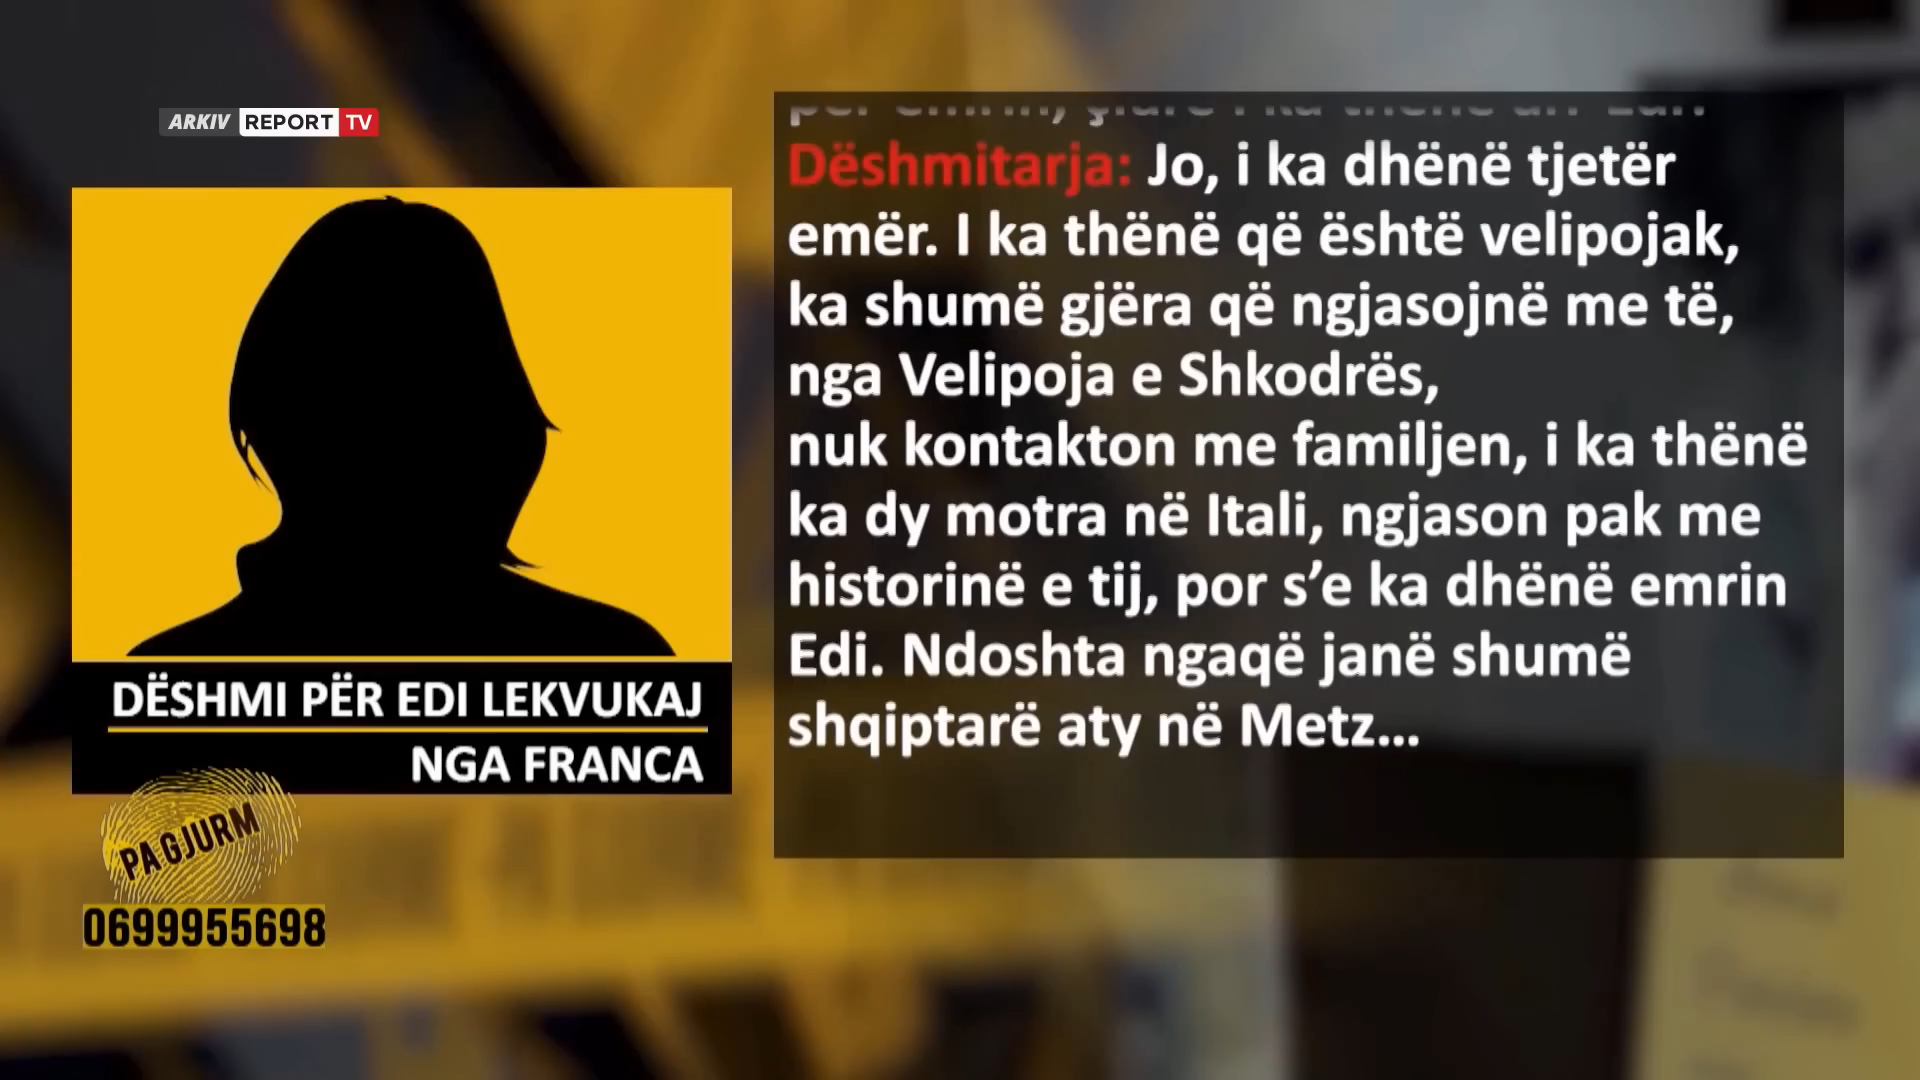 ARKIV REPORT TV
Dëshmitarja: Jo, i ka dhënë tjetër
emër. I ka thënë që është velipojak,
ka shumë gjëra që ngjasojnë me të,
nga Velipoja e Shkodrës,
nuk kontakton me familjen, i ka thënë
ka dy motra në Itali, ngjason pak me
historinë e tij, por s’e ka dhënë emrin
Edi. Ndoshta ngaqë janë shumë
shqiptarë aty në Metz...
DËSHMI PËR EDI LEKVUKAJ
NGA FRANCA
PA GJURMË
0699955698